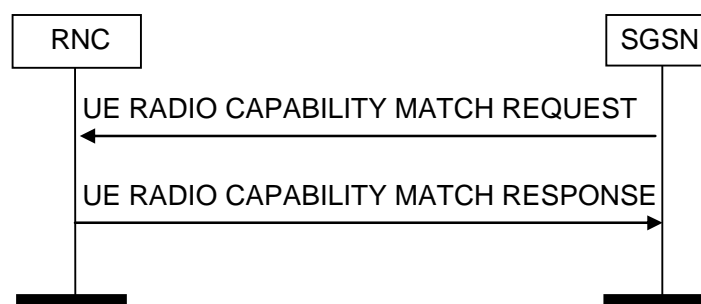 RNC
SGSN
UE RADIO CAPABILITY MATCH REQUEST
UE RADIO CAPABILITY MATCH RESPONSE